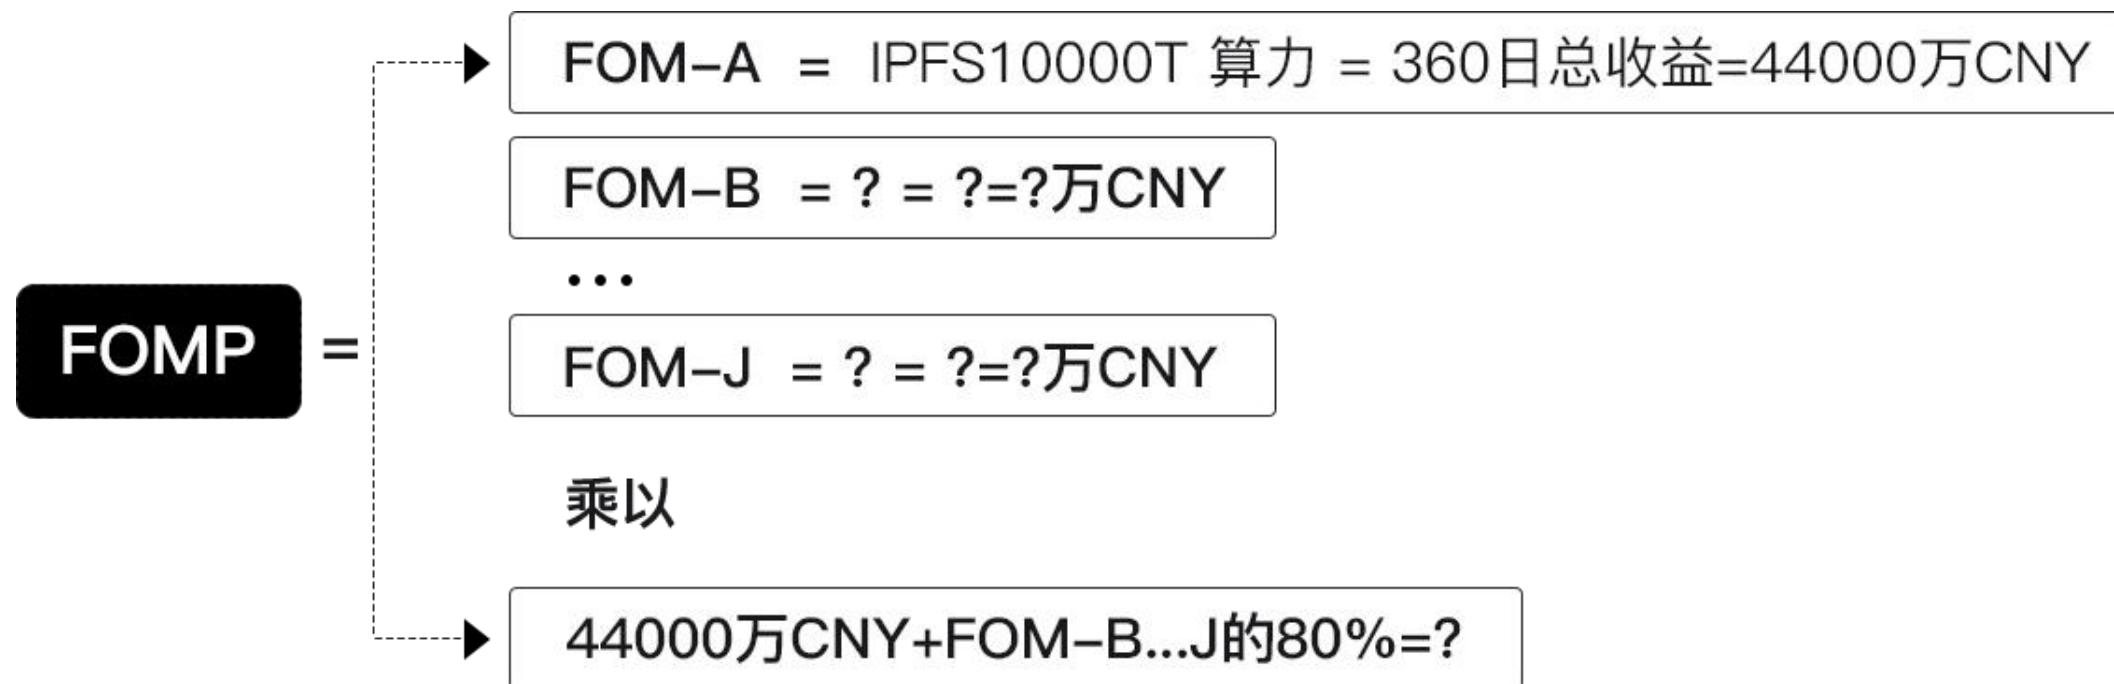 FOM-A = IPFS10000T 算力 = 360日总收益=44000万CNY
FOM-B = ? = ?=?万CNY
...
FOMP =
FOM-J = ? = ?=?万CNY
乘以
44000万CNY+FOM-B...J的80%=?